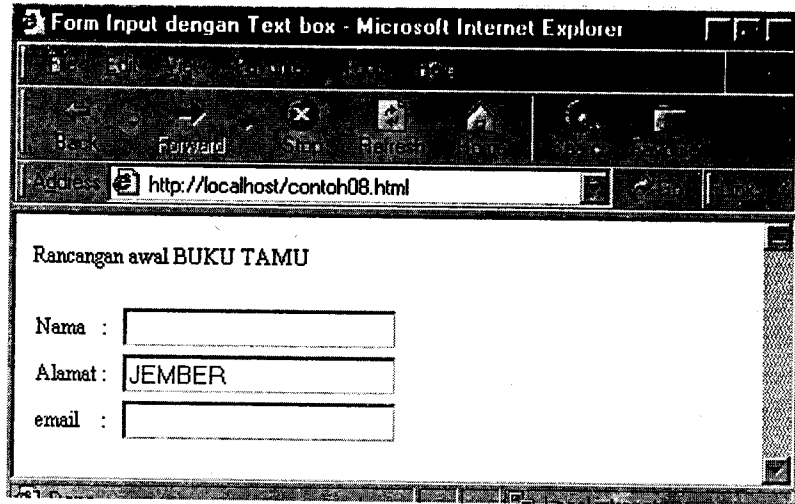 Form Input dengan Text box - Microsoft Internet Explorer
Back Forward Stop Refresh Home
Address http://localhost/contoh08.html
Rancangan awal BUKU TAMU
Nama :
Alamat : JEMBER
email :